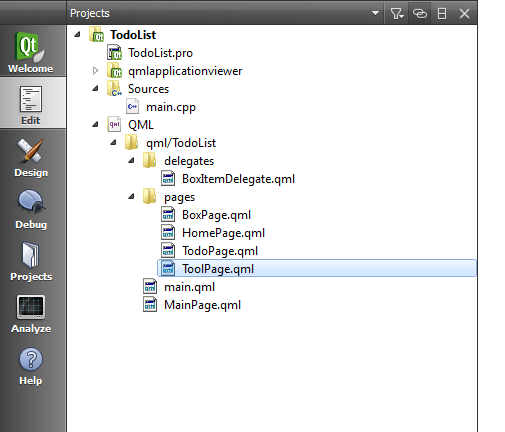 Projects
TodoList
TodoList.pro
qmlapplicationviewer
Sources
main.cpp
QML
qml/TodoList
delegates
BoxItemDelegate.qml
pages
BoxPage.qml
HomePage.qml
TodoPage.qml
ToolPage.qml
main.qml
MainPage.qml
Qt
Welcome
Edit
Design
Debug
Projects
Analyze
Help